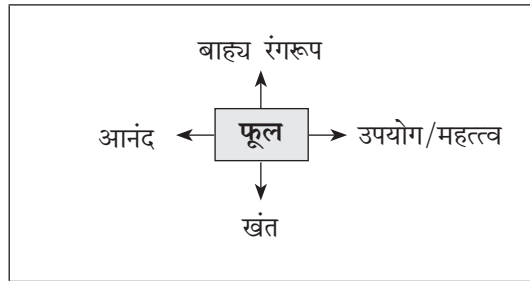 बाह्य रंगरूप
आनंद फूल उपयोग/महत्त्व
खंत